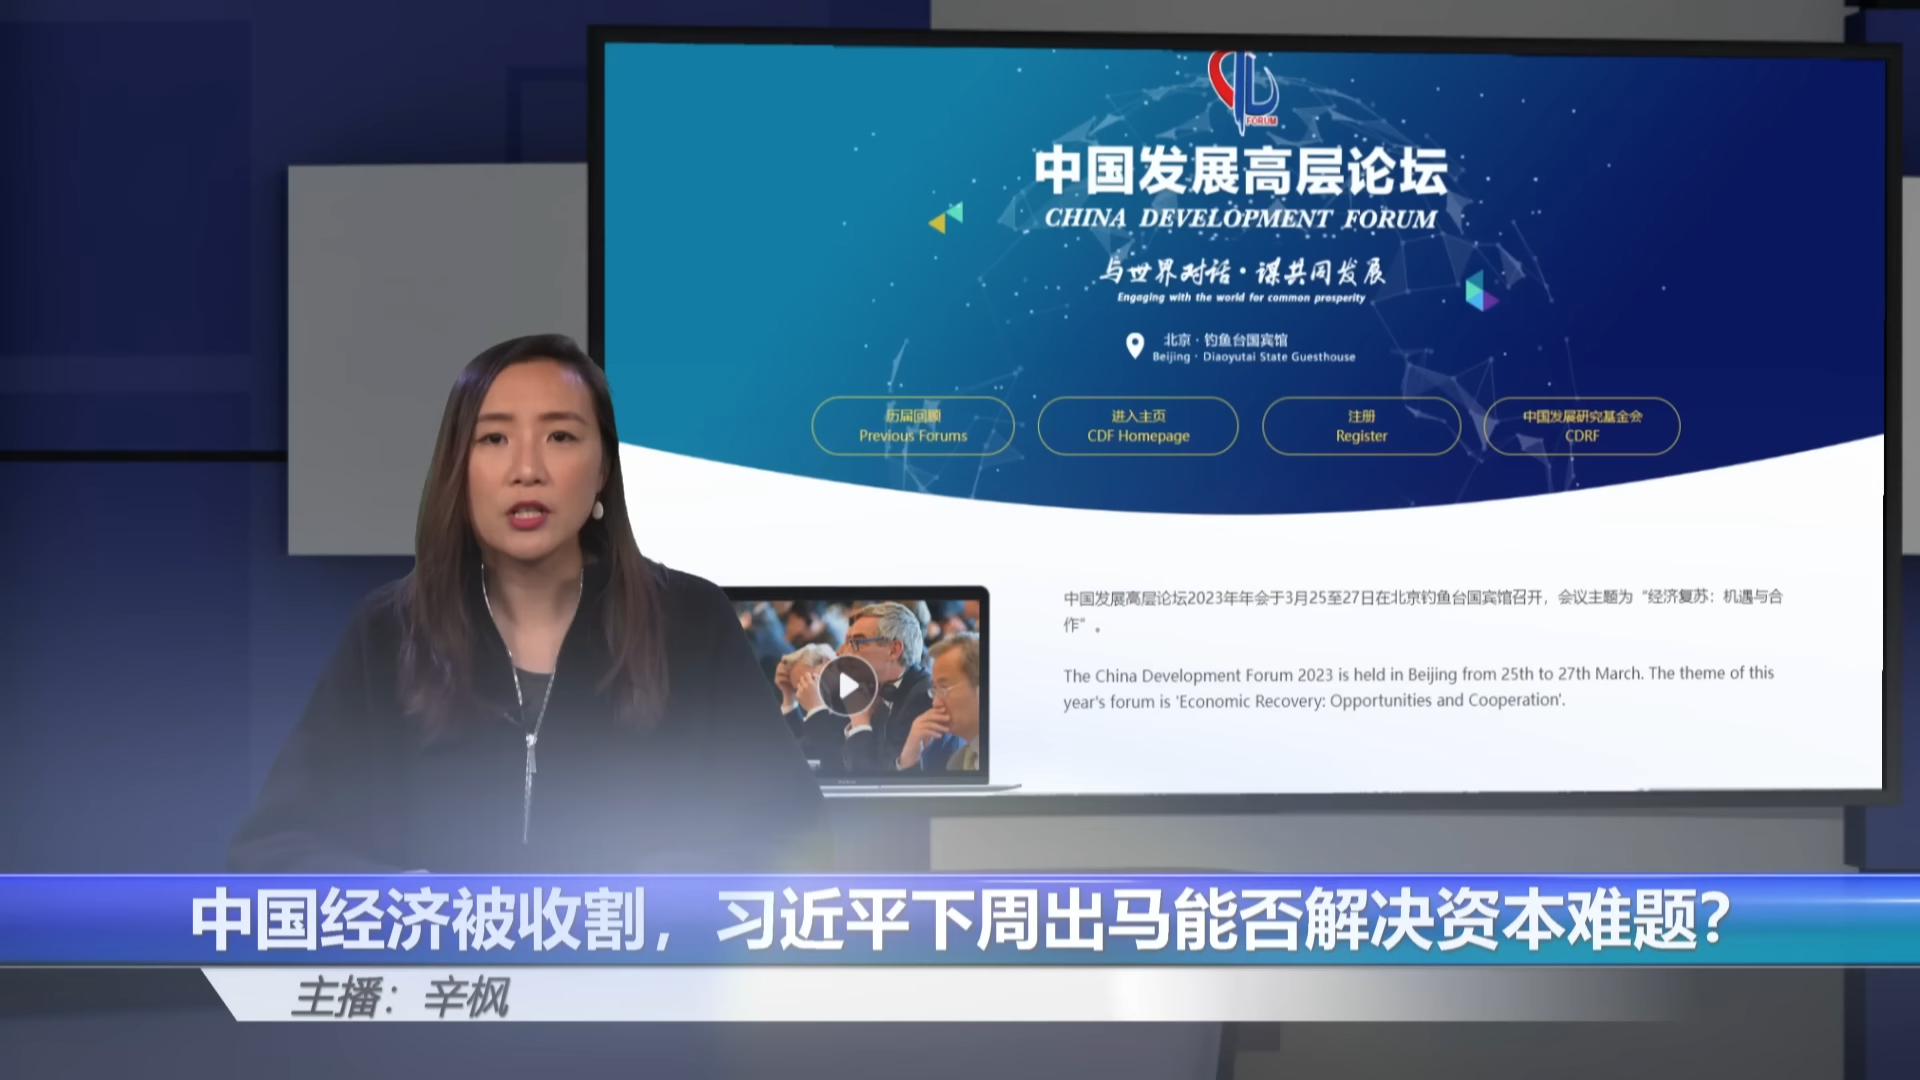 FORUM
中国发展高层论坛
CHINA DEVELOPMENT FORUM
与世界对话·谋共同发展
Engaging with the world for common prosperity
北京·钓鱼台国宾馆
Beijing · Diaoyutai State Guesthouse
历届回顾
Previous Forums
进入主页
CDF Homepage
注册
Register
中国发展研究基金会
CDRF
中国发展高层论坛2023年年会于3月25至27日在北京钓鱼台国宾馆召开，会议主题为“经济复苏：机遇与合
作”。
The China Development Forum 2023 is held in Beijing from 25th to 27th March. The theme of this
year's forum is 'Economic Recovery: Opportunities and Cooperation'.
中国经济被收割，习近平下周出马能否解决资本难题？
主播：辛枫